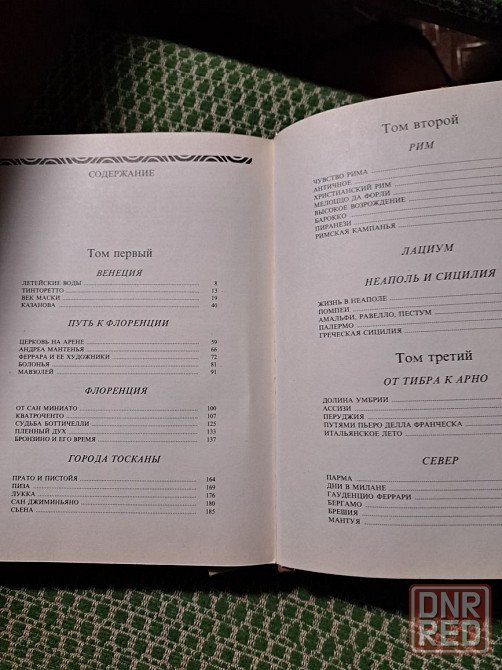 СОДЕРЖАНИЕ
Том первый
ВЕНЕЦИЯ
ЛЕТЕЙСКИЕ ВОДЫ 8
ТИНТОРЕТТО 13
ВЕК МАСКИ 19
КАЗАНОВА 40
ПУТЬ К ФЛОРЕНЦИИ
ЦЕРКОВЬ НА АРЕНЕ 59
АНДРЕА МАНТЕНЬЯ 66
ФЕРРАРА И ЕЕ ХУДОЖНИКИ 72
БОЛОНЬЯ 81
МАВЗОЛЕЙ 91
ФЛОРЕНЦИЯ
ОТ САН МИНИАТО 100
КВАТРОЧЕНТО 107
СУДЬБА БОТТИЧЕЛЛИ 125
ПЛЕННЫЙ ДУХ 133
БРОНЗИНО И ЕГО ВРЕМЯ 137
ГОРОДА ТОСКАНЫ
ПРАТО И ПИСТОЙЯ 164
ПИЗА 169
ЛУККА 176
САН ДЖИМИНЬЯНО 180
СЬЕНА 185
Том второй
РИМ
ЧУВСТВО РИМА
АНТИЧНОЕ
ХРИСТИАНСКИЙ РИМ
МЕЛОЦЦО ДА ФОРЛИ
ВЫСОКОЕ ВОЗРОЖДЕНИЕ
БАРОККО
ПИРАНЕЗИ
РИМСКАЯ КАМПАНЬЯ
ЛАЦИУМ
НЕАПОЛЬ И СИЦИЛИЯ
ЖИЗНЬ В НЕАПОЛЕ
ПОМПЕИ
АМАЛЬФИ, РАВЕЛЛО, ПЕСТУМ
ПАЛЕРМО
ГРЕЧЕСКАЯ СИЦИЛИЯ
Том третий
ОТ ТИБРА К АРНО
ДОЛИНА УМБРИИ
АССИЗИ
ПЕРУДЖИЯ
ПУТЯМИ ПЬЕРО ДЕЛЛА ФРАНЧЕСКА
ИТАЛЬЯНСКОЕ ЛЕТО
СЕВЕР
ПАРМА
ДНИ В МИЛАНЕ
ГАУДЕНЦИО ФЕРРАРИ
БЕРГАМО
БРЕШИЯ
МАНТУЯ
DNR
RED